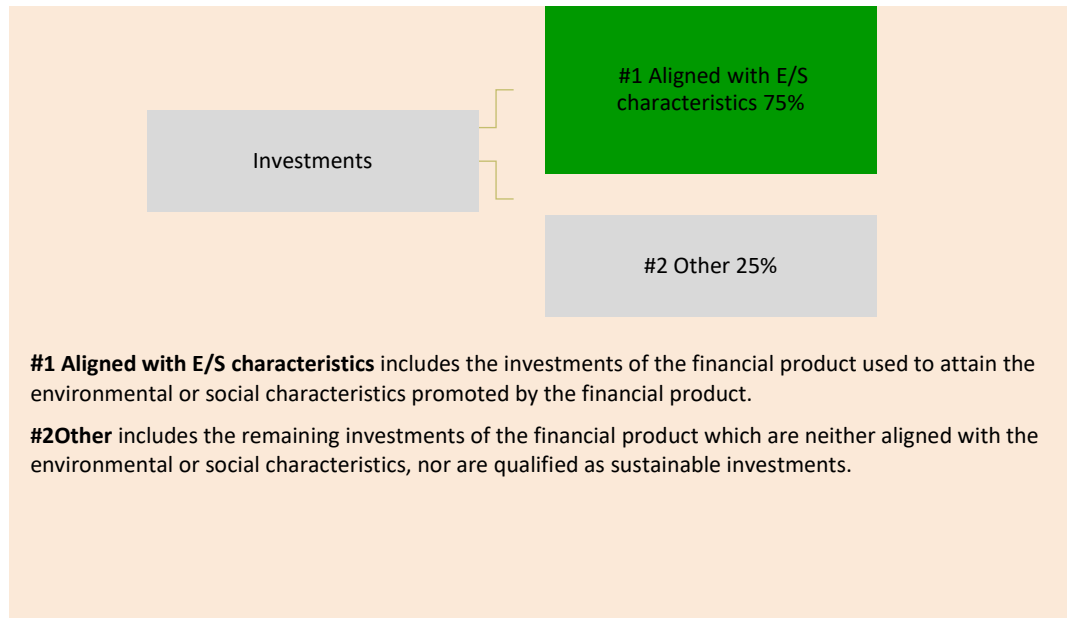 #1 Aligned with E/S
characteristics 75%
Investments
#2 Other 25%
#1 Aligned with E/S characteristics includes the investments of the financial product used to attain the
environmental or social characteristics promoted by the financial product.
#2Other includes the remaining investments of the financial product which are neither aligned with the
environmental or social characteristics, nor are qualified as sustainable investments.